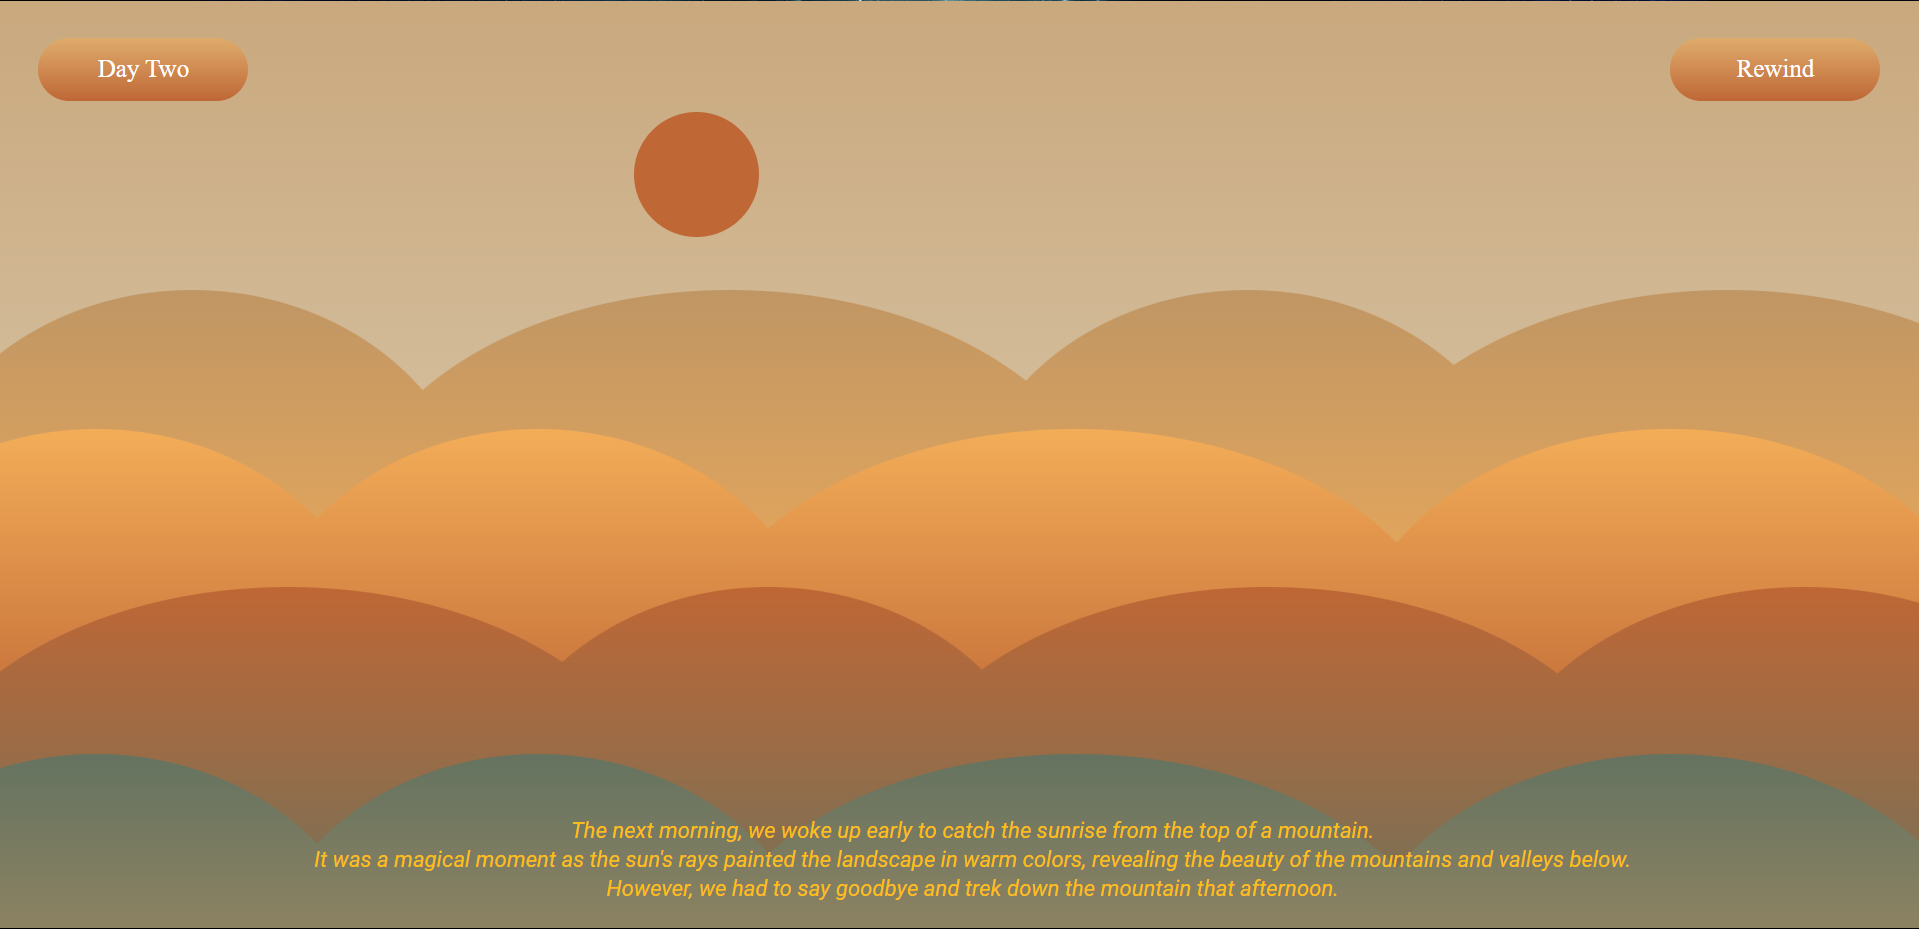 Day Two
Rewind
The next morning, we woke up early to catch the sunrise from the top of a mountain.
It was a magical moment as the sun's rays painted the landscape in warm colors, revealing the beauty of the mountains and valleys below.
However, we had to say goodbye and trek down the mountain that afternoon.